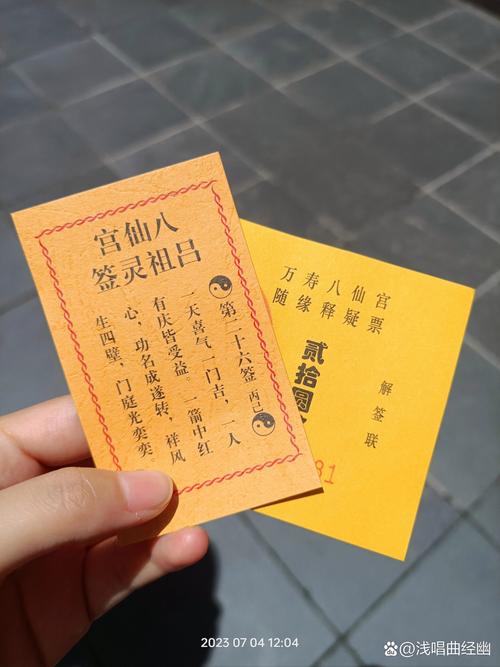 八仙宫
吕祖灵签
第二十六签 丙己
一天喜气一门吉，一人
有庆皆受益。一箭中红
心，功名成遂转，祥风
生四壁，门庭光奕奕。
万寿八仙宫
随缘释疑票
贰拾圆
解签联
2023 07 04 12:04
@浅唱曲经幽